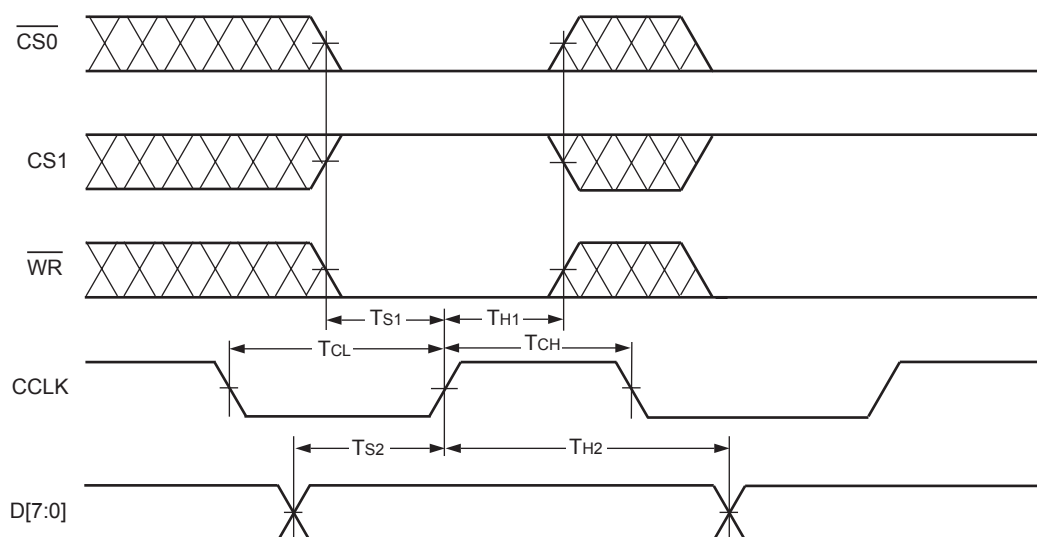 CS0
CS1
WR
TS1
TH1
TCL
TCH
CCLK
TS2
TH2
D[7:0]